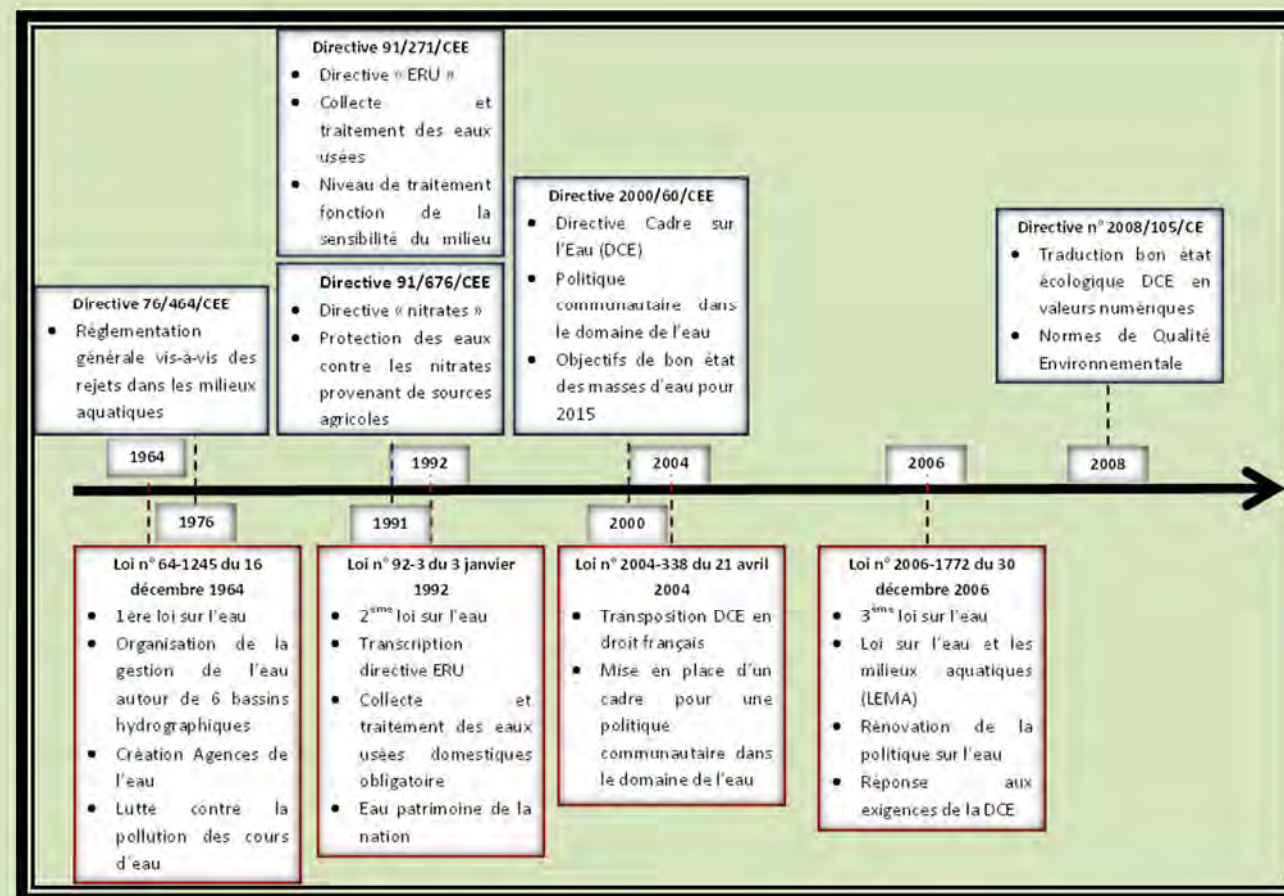 Directive 91/271/CEE
• Directive « ERU »
• Collecte et
traitement des eaux
usées
• Niveau de traitement
fonction de la
sensibilité du milieu
Directive 76/464/CEE
• Réglementation
générale vis-à-vis des
rejets dans les milieux
aquatiques
Directive 91/676/CEE
• Directive « nitrates »
• Protection des eaux
contre les nitrates
provenant de sources
agricoles
Directive 2000/60/CEE
• Directive Cadre sur
l'Eau (DCE)
• Politique
communautaire dans
le domaine de l'eau
• Objectifs de bon état
des masses d'eau pour
2015
Directive n° 2008/105/CE
• Traduction bon état
écologique DCE en
valeurs numériques
• Normes de Qualité
Environnementale
1964
1992
2004
2006
2008
1976
1991
2000
Loi n° 64-1245 du 16
décembre 1964
• 1ère loi sur l'eau
• Organisation de la
gestion de l'eau
autour de 6 bassins
hydrographiques
• Création Agences de
l'eau
• Lutte contre la
pollution des cours
d'eau
Loi n° 92-3 du 3 janvier
1992
• 2ème loi sur l'eau
• Transcription
directive ERU
• Collecte et
traitement des eaux
usées domestiques
obligatoire
• Eau patrimoine de la
nation
Loi n° 2004-338 du 21 avril
2004
• Transposition DCE en
droit français
• Mise en place d'un
cadre pour une
politique
communautaire dans
le domaine de l'eau
Loi n° 2006-1772 du 30
décembre 2006
• 3ème loi sur l'eau
• Loi sur l'eau et les
milieux aquatiques
(LEMA)
• Rénovation de la
politique sur l'eau
• Réponse aux
exigences de la DCE